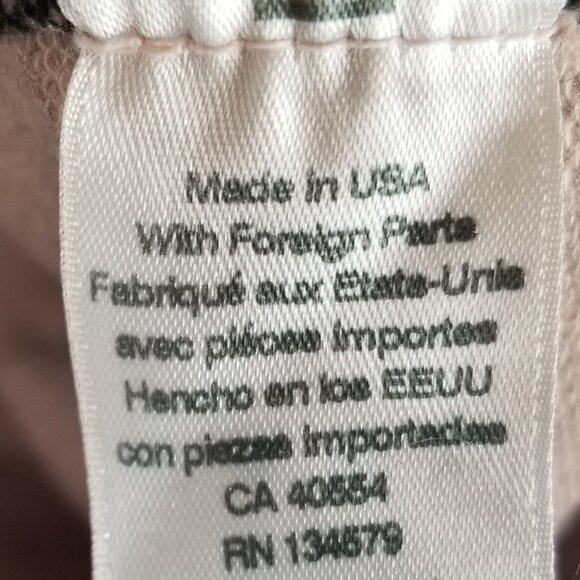 Made in USA
With Foreign Parts
Fabriqué aux Etats-Unis
avec piéces Importes
Hencho en los EEUU
con piezas Importadas
CA 40554
RN 134579